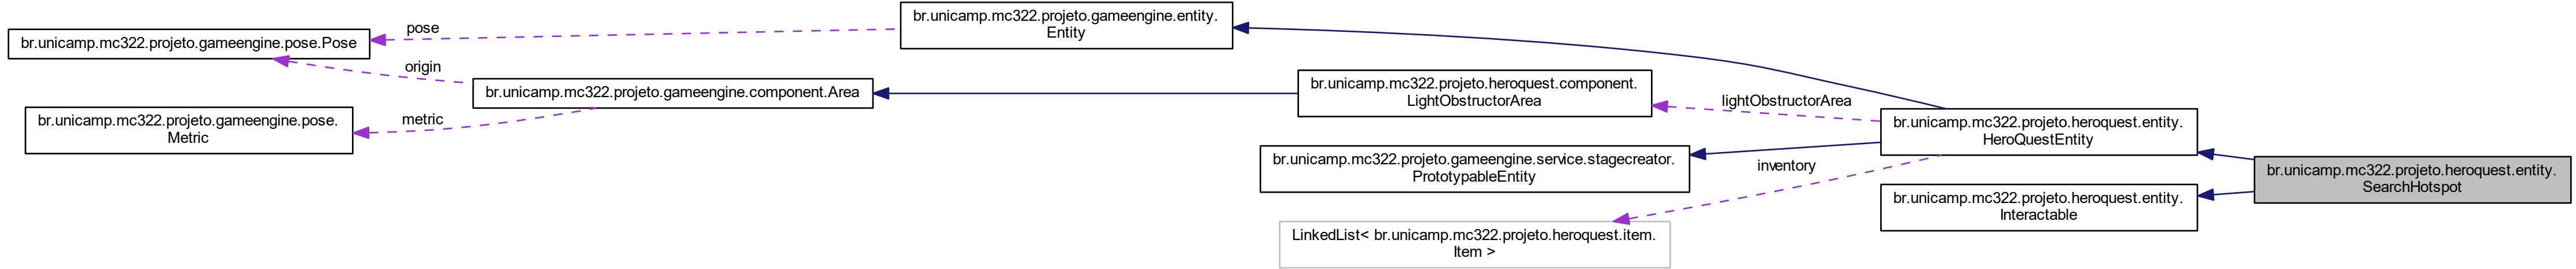 br.unicamp.mc322.projeto.gameengine.pose.Pose
br.unicamp.mc322.projeto.gameengine.pose.
Metric
pose
origin
metric
br.unicamp.mc322.projeto.gameengine.component.Area
br.unicamp.mc322.projeto.gameengine.entity.
Entity
br.unicamp.mc322.projeto.heroquest.component.
LightObstructorArea
br.unicamp.mc322.projeto.gameengine.service.stagecreator.
PrototypableEntity
LinkedList< br.unicamp.mc322.projeto.heroquest.item.
Item >
lightObstructorArea
inventory
br.unicamp.mc322.projeto.heroquest.entity.
HeroQuestEntity
br.unicamp.mc322.projeto.heroquest.entity.
Interactable
br.unicamp.mc322.projeto.heroquest.entity.
SearchHotspot